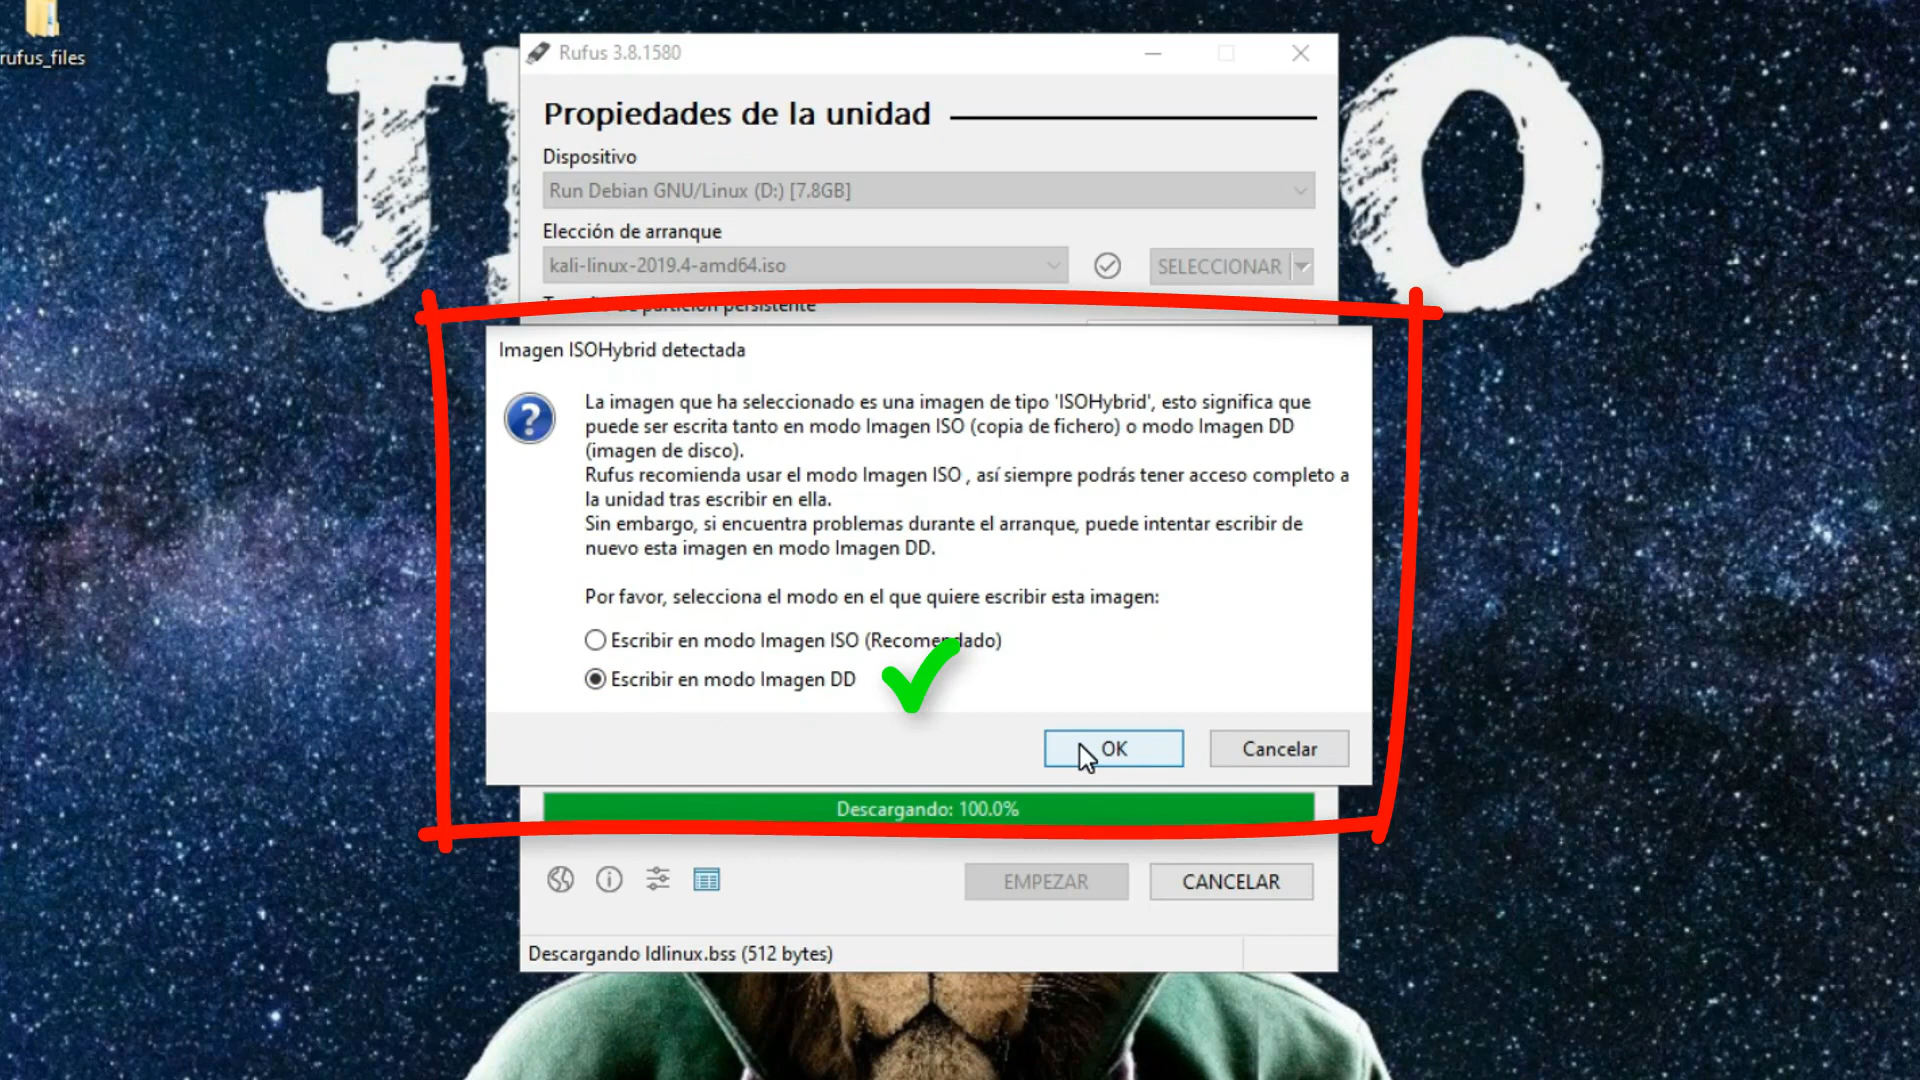 rufus_files
Rufus 3.8.1580
Propiedades de la unidad
Dispositivo
Run Debian GNU/Linux (D:) [7.8GB]
Elección de arranque
kali-linux-2019.4-amd64.iso
SELECCIONAR
partición persistente
Imagen ISOHybrid detectada
La imagen que ha seleccionado es una imagen de tipo 'ISOHybrid', esto significa que
puede ser escrita tanto en modo Imagen ISO (copia de fichero) o modo Imagen DD
(imagen de disco).
Rufus recomienda usar el modo Imagen ISO , así siempre podrás tener acceso completo a
la unidad tras escribir en ella.
Sin embargo, si encuentra problemas durante el arranque, puede intentar escribir de
nuevo esta imagen en modo Imagen DD.
Por favor, selecciona el modo en el que quiere escribir esta imagen:
Escribir en modo Imagen ISO (Recomendado)
Escribir en modo Imagen DD
OK
Cancelar
Descargando: 100.0%
EMPEZAR
CANCELAR
Descargando ldlinux.bss (512 bytes)